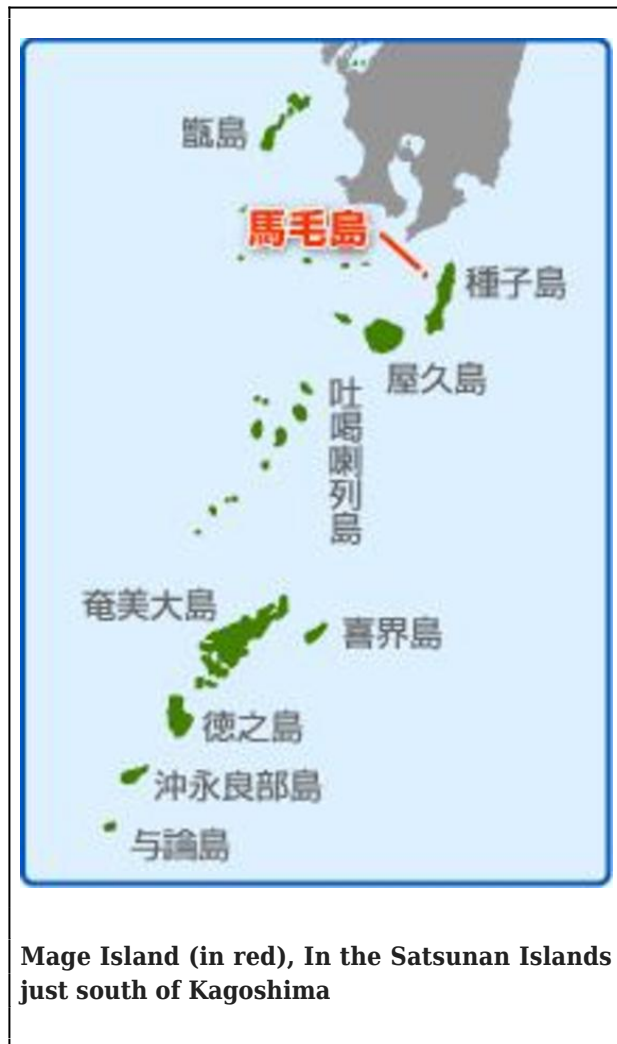 甑島
馬毛島
種子島
屋久島
吐噶喇列島
奄美大島
喜界島
徳之島
沖永良部島
与論島
Mage Island (in red), In the Satsunan Islands
just south of Kagoshima